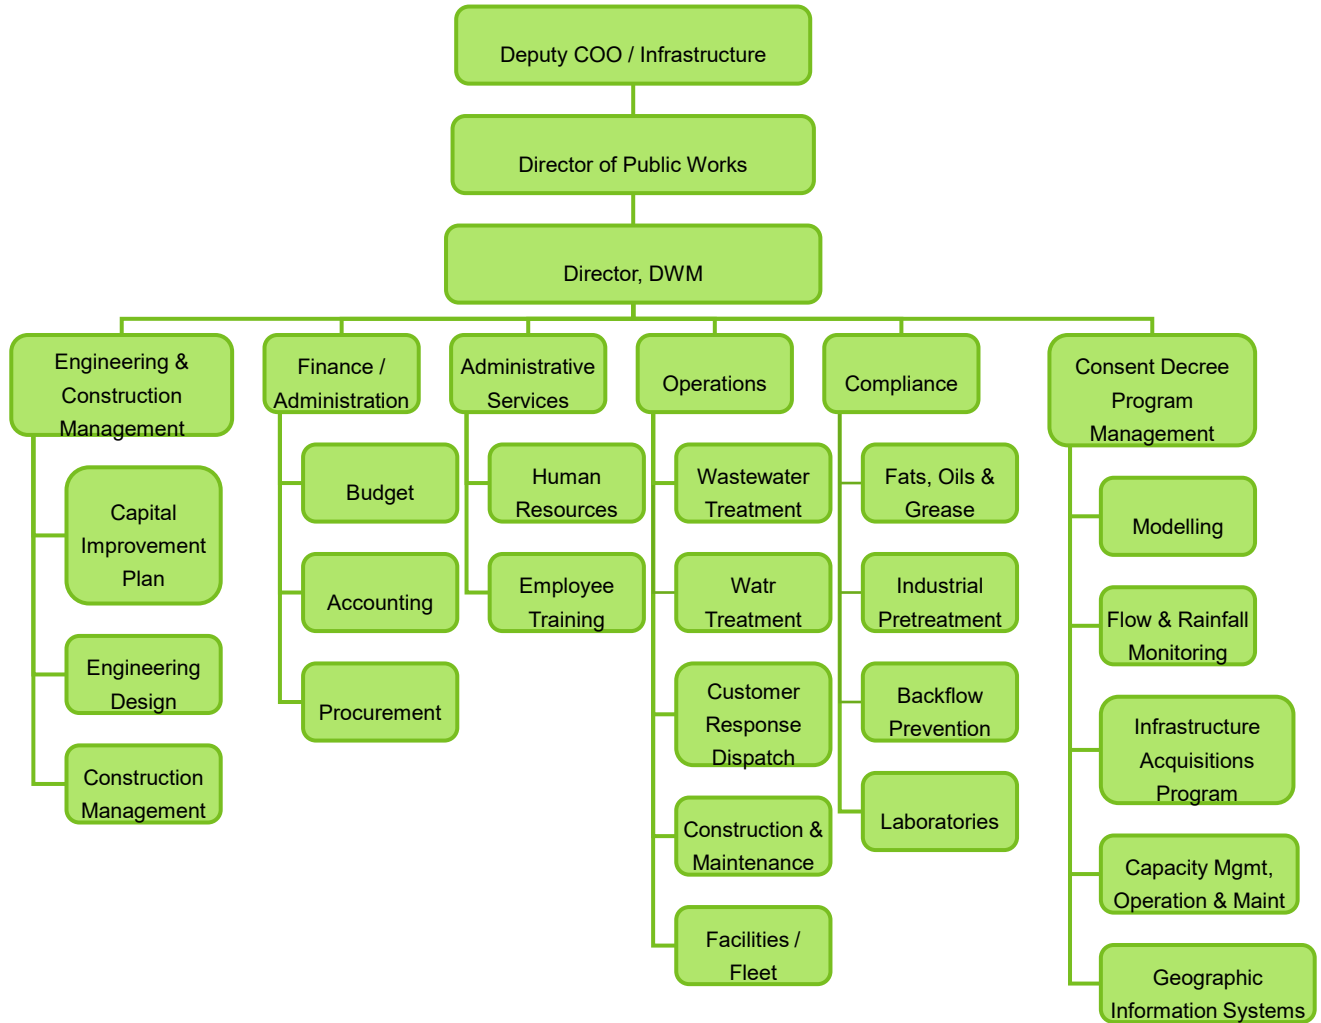 Deputy COO / Infrastructure
Director of Public Works
Director, DWM
Engineering &
Construction
Management
Capital
Improvement
Plan
Engineering
Design
Construction
Management
Finance /
Administration
Budget
Accounting
Procurement
Administrative
Services
Human
Resources
Employee
Training
Operations
Wastewater
Treatment
Watr
Treatment
Customer
Response
Dispatch
Construction &
Maintenance
Facilities /
Fleet
Compliance
Fats, Oils &
Grease
Industrial
Pretreatment
Backflow
Prevention
Laboratories
Consent Decree
Program
Management
Modelling
Flow & Rainfall
Monitoring
Infrastructure
Acquisitions
Program
Capacity Mgmt,
Operation & Maint
Geographic
Information Systems